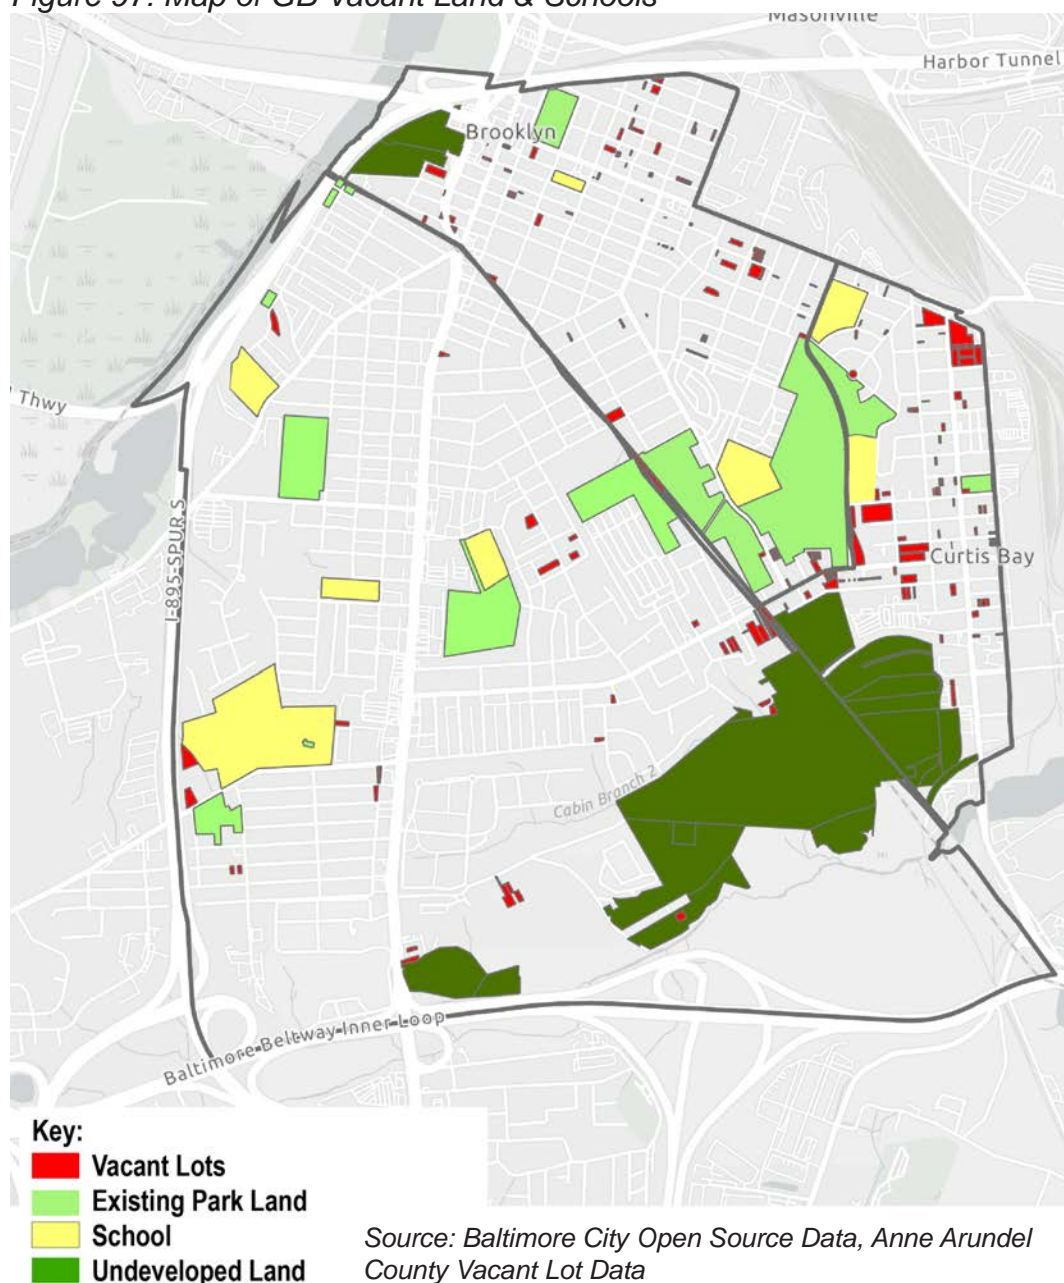 Figure 97: Map of GB Vacant Land & Schools
Masonville
Harbor Tunnel
Brooklyn
Thwy
I-895-SPUR S
Curtis Bay
Cabin Branch 2
Baltimore Beltway Inner Loop
Key:
Vacant Lots
Existing Park Land
School
Undeveloped Land
Source: Baltimore City Open Source Data, Anne Arundel
County Vacant Lot Data